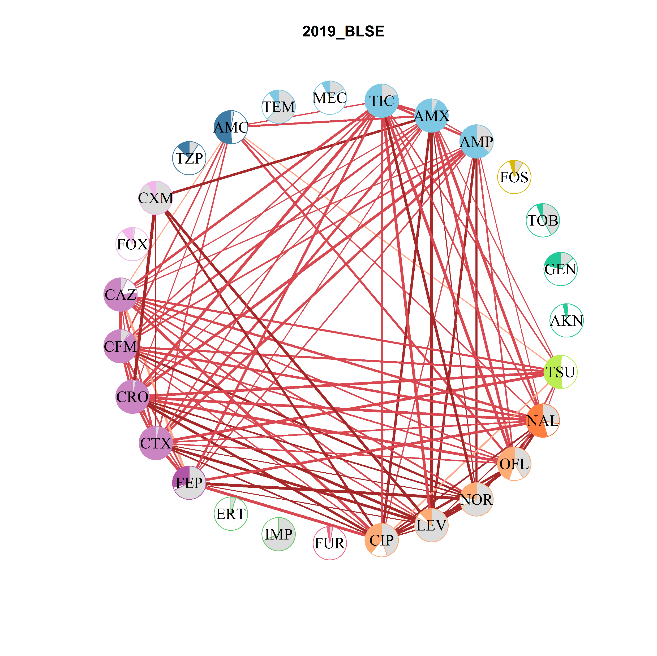 2019_BLSE
TIC
MEC
AMX
TEM
AMC
AMP
TZP
FOS
CXM
TOB
FOX
GEN
CAZ
AKN
CFM
TSU
CRO
NAL
CTX
OFL
FEP
NOR
ERT
LEV
IMP
FUR
CIP